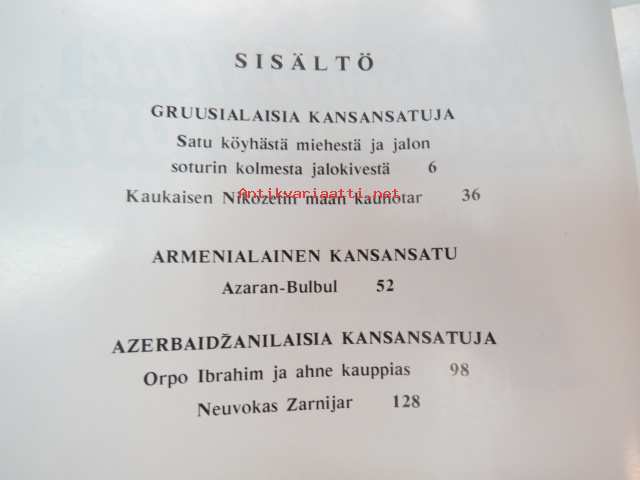 SISÄLTÖ
GRUUSIALAISIA KANSANSATUJA
Satu köyhästä miehestä ja jalon
soturin kolmesta jalokivestä 6
Antikvariaatti.net
Kaukaisen Nikozetin maan kaunotar 36
ARMENIALAINEN KANSANSATU
Azaran-Bulbul 52
AZERBAIDŽANILAISIA KANSANSATUJA
Orpo Ibrahim ja ahne kauppias 98
Neuvokas Zarnijar 128